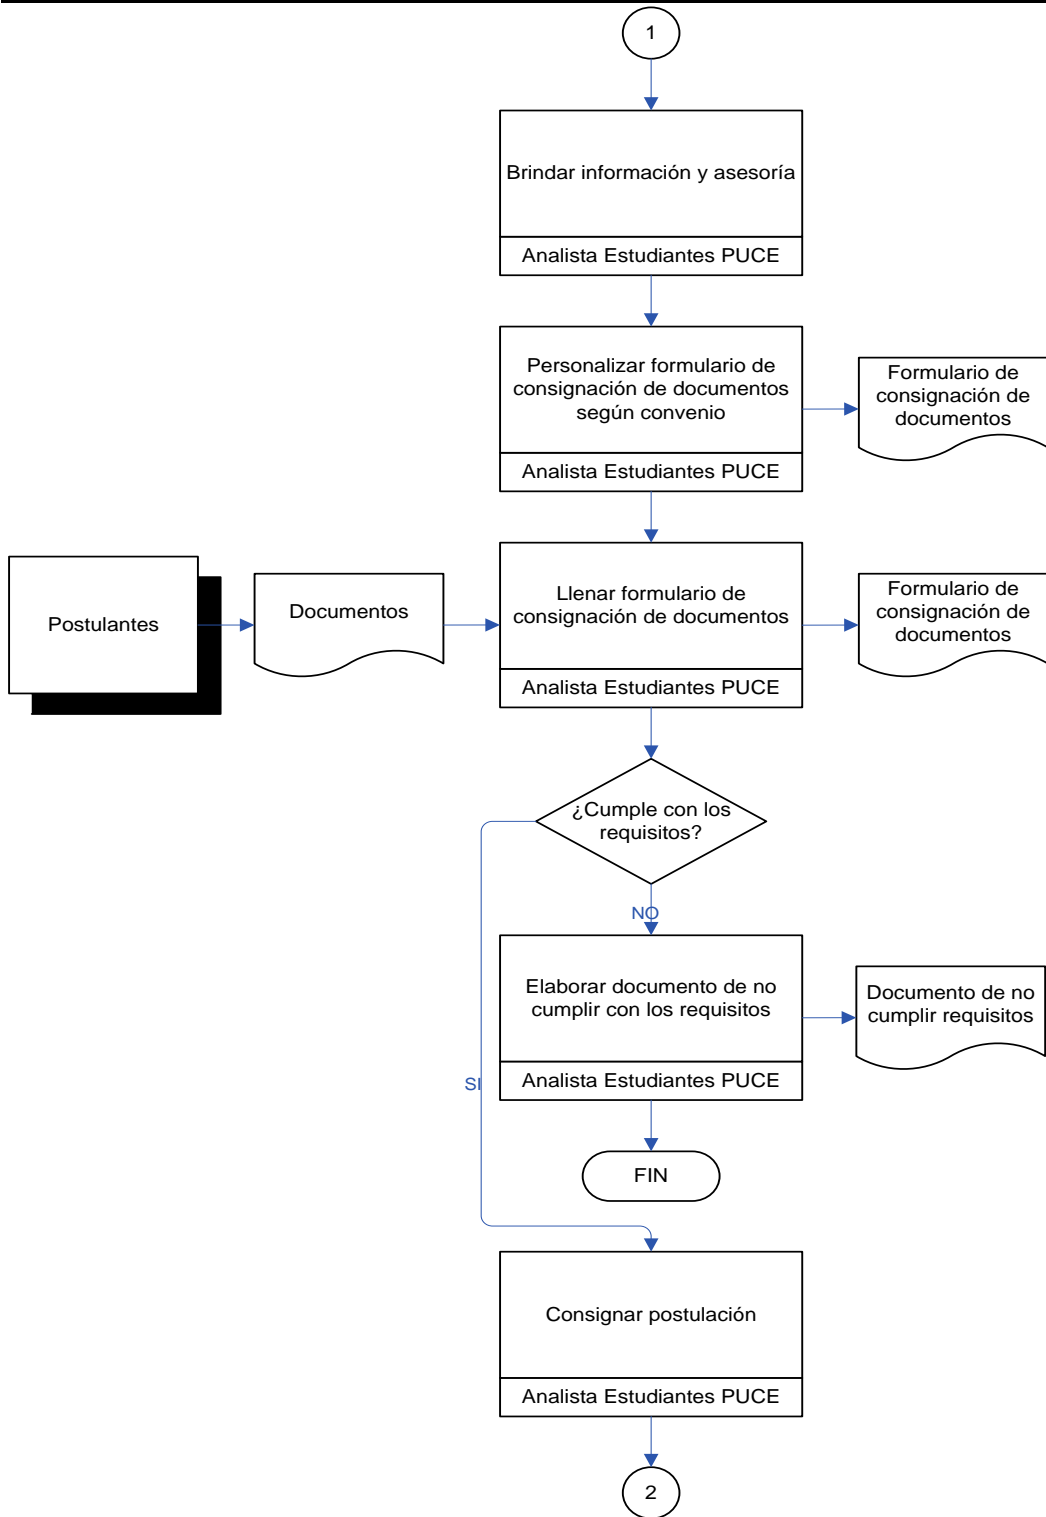 1
Brindar información y asesoría
Analista Estudiantes PUCE
Personalizar formulario de
consignación de documentos
según convenio
Analista Estudiantes PUCE
Formulario de
consignación de
documentos
Postulantes
Documentos
Llenar formulario de
consignación de documentos
Analista Estudiantes PUCE
Formulario de
consignación de
documentos
¿Cumple con los
requisitos?
NO
Elaborar documento de no
cumplir con los requisitos
Analista Estudiantes PUCE
Documento de no
cumplir requisitos
SI
FIN
Consignar postulación
Analista Estudiantes PUCE
2